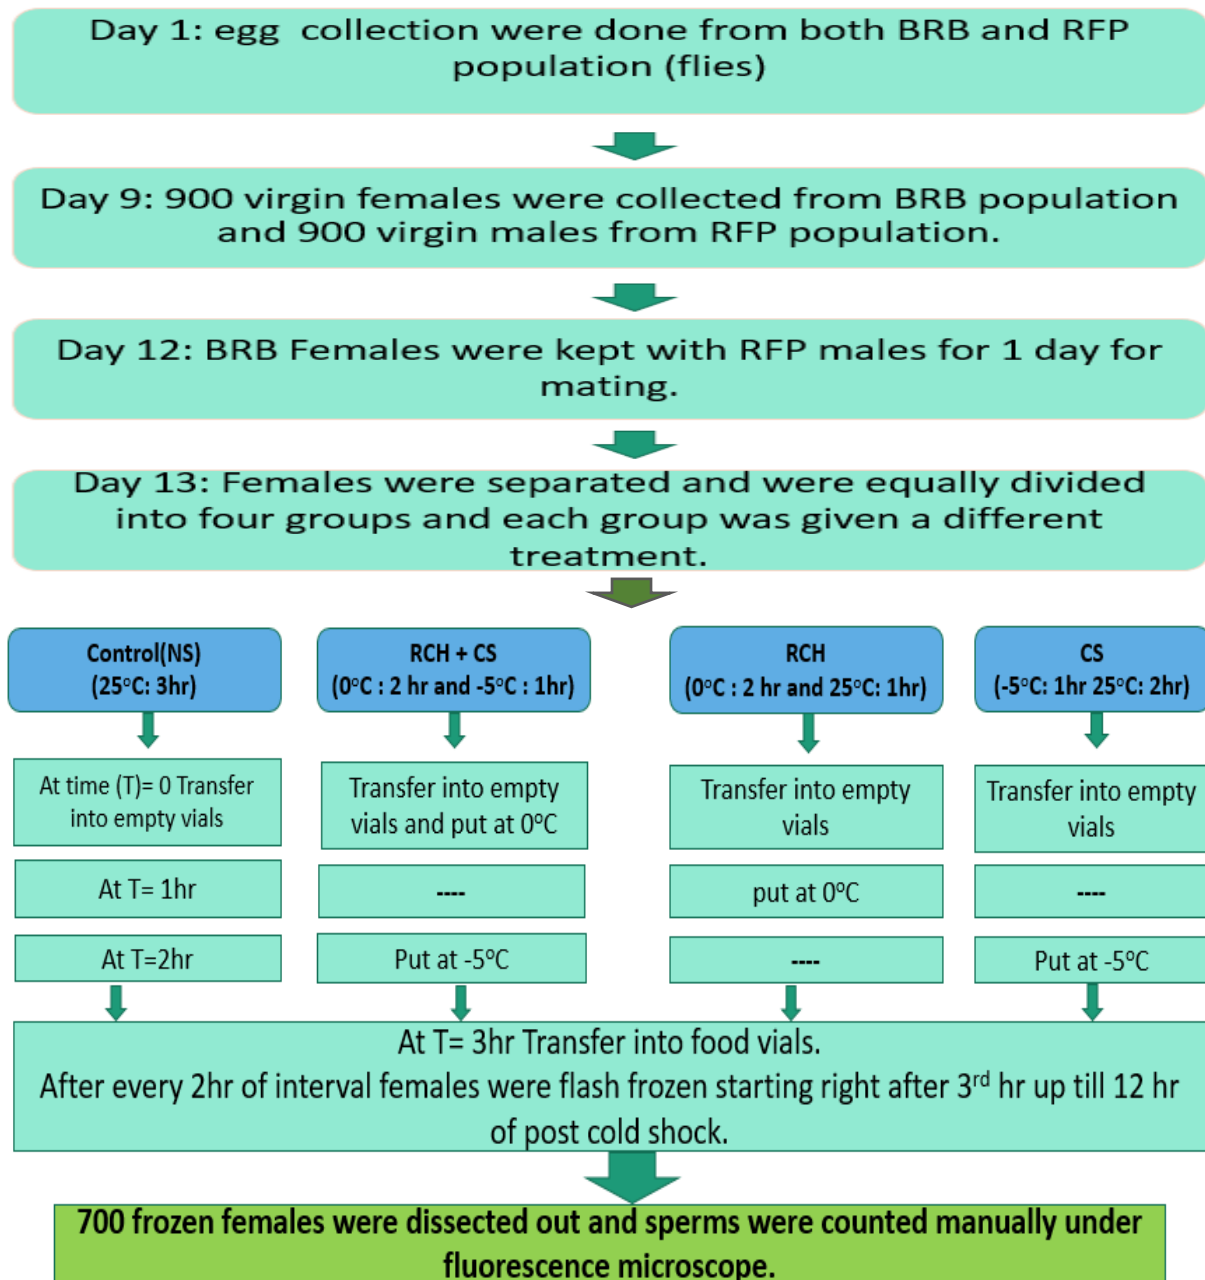 Day 1: egg  collection were done from both BRB and RFP
population (flies)
Day 9: 900 virgin females were collected from BRB population
and 900 virgin males from RFP population.
Day 12: BRB Females were kept with RFP males for 1 day for
mating.
Day 13: Females were separated and were equally divided
into four groups and each group was given a different
treatment.
Control(NS)
(25°C: 3hr)
RCH + CS
(0°C : 2 hr and -5°C : 1hr)
RCH
(0°C : 2 hr and 25°C: 1hr)
CS
(-5°C: 1hr 25°C: 2hr)
At time (T)= 0 Transfer
into empty vials
Transfer into empty
vials and put at 0°C
Transfer into empty
vials
Transfer into empty
vials
At T= 1hr
----
put at 0°C
----
At T=2hr
Put at -5°C
----
Put at -5°C
At T= 3hr Transfer into food vials.
After every 2hr of interval females were flash frozen starting right after 3rd hr up till 12 hr
of post cold shock.
700 frozen females were dissected out and sperms were counted manually under
fluorescence microscope.